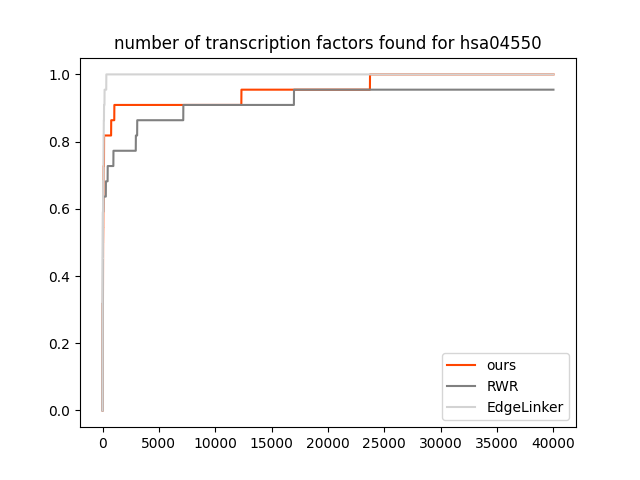 number of transcription factors found for hsa04550
1.0
0.8
0.6
0.4
0.2
0.0
ours
RWR
EdgeLinker
0 5000 10000 15000 20000 25000 30000 35000 40000